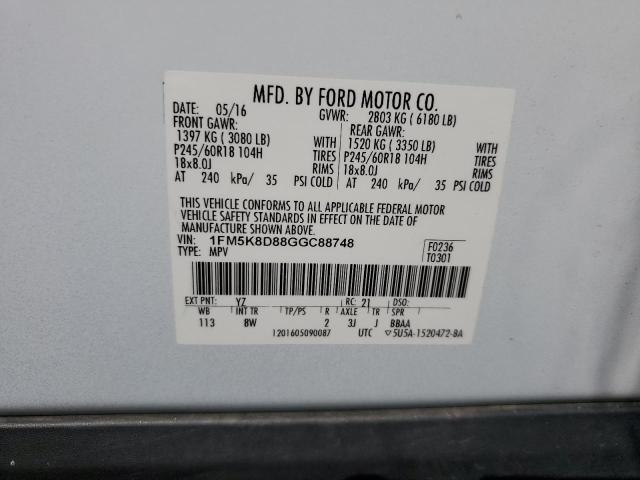 MFD. BY FORD MOTOR CO.
DATE: 05/16 GVWR: 2803 KG ( 6180 LB)
FRONT GAWR: REAR GAWR:
1397 KG ( 3080 LB) WITH 1520 KG ( 3350 LB) WITH
P245/60R18 104H TIRES P245/60R18 104H TIRES
18x8.0J RIMS 18x8.0J RIMS
AT 240 kPa/ 35 PSI COLD AT 240 kPa/ 35 PSI COLD
THIS VEHICLE CONFORMS TO ALL APPLICABLE FEDERAL MOTOR
VEHICLE SAFETY STANDARDS IN EFFECT ON THE DATE OF
MANUFACTURE SHOWN ABOVE.
VIN: 1FM5K8D88GGC88748 F0236
TYPE: MPV T0301
EXT PNT: YZ RC: 21 DSO:
WB INT TR TP/PS R AXLE TR SPR
113 8W 2 3J J BBAA
1201605090087 UTC ▽5U5A-1520472-BA